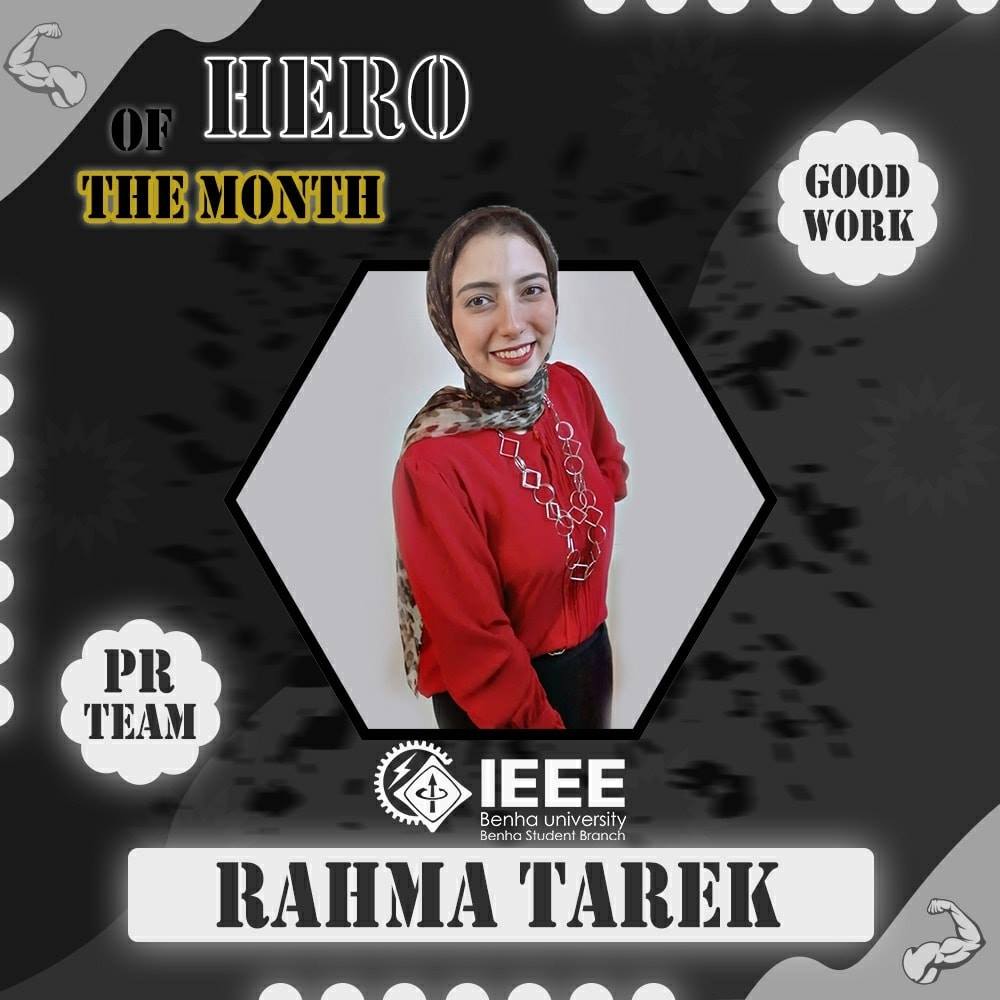 HERO
OF
THE MONTH
GOOD
WORK
PR
TEAM
IEEE
Benha university
Benha Student Branch
RAHMA TAREK